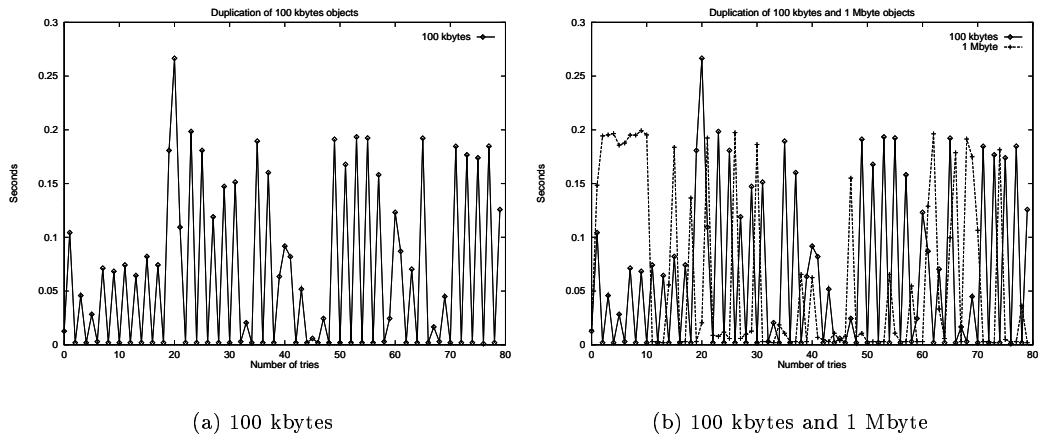 Duplication of 100 kbytes objects
100 kbytes
0.3
0.25
0.2
0.15
0.1
0.05
0
Seconds
0 10 20 30 40 50 60 70 80
Number of tries
(a) 100 kbytes
Duplication of 100 kbytes and 1 Mbyte objects
100 kbytes
1 Mbyte
0.3
0.25
0.2
0.15
0.1
0.05
0
Seconds
0 10 20 30 40 50 60 70 80
Number of tries
(b) 100 kbytes and 1 Mbyte